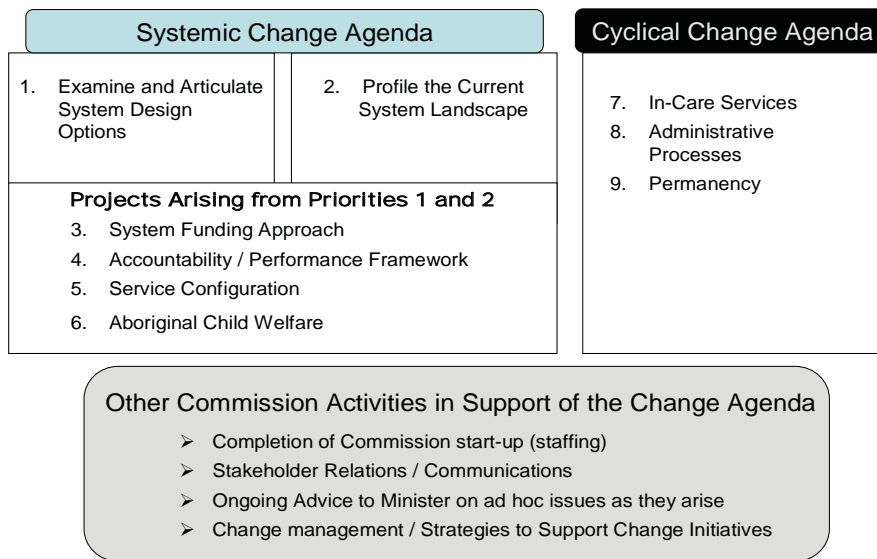 Systemic Change Agenda
1. Examine and Articulate
System Design
Options
2. Profile the Current
System Landscape
Projects Arising from Priorities 1 and 2
3. System Funding Approach
4. Accountability / Performance Framework
5. Service Configuration
6. Aboriginal Child Welfare
Cyclical Change Agenda
7. In-Care Services
8. Administrative
Processes
9. Permanency
Other Commission Activities in Support of the Change Agenda
➢ Completion of Commission start-up (staffing)
➢ Stakeholder Relations / Communications
➢ Ongoing Advice to Minister on ad hoc issues as they arise
➢ Change management / Strategies to Support Change Initiatives